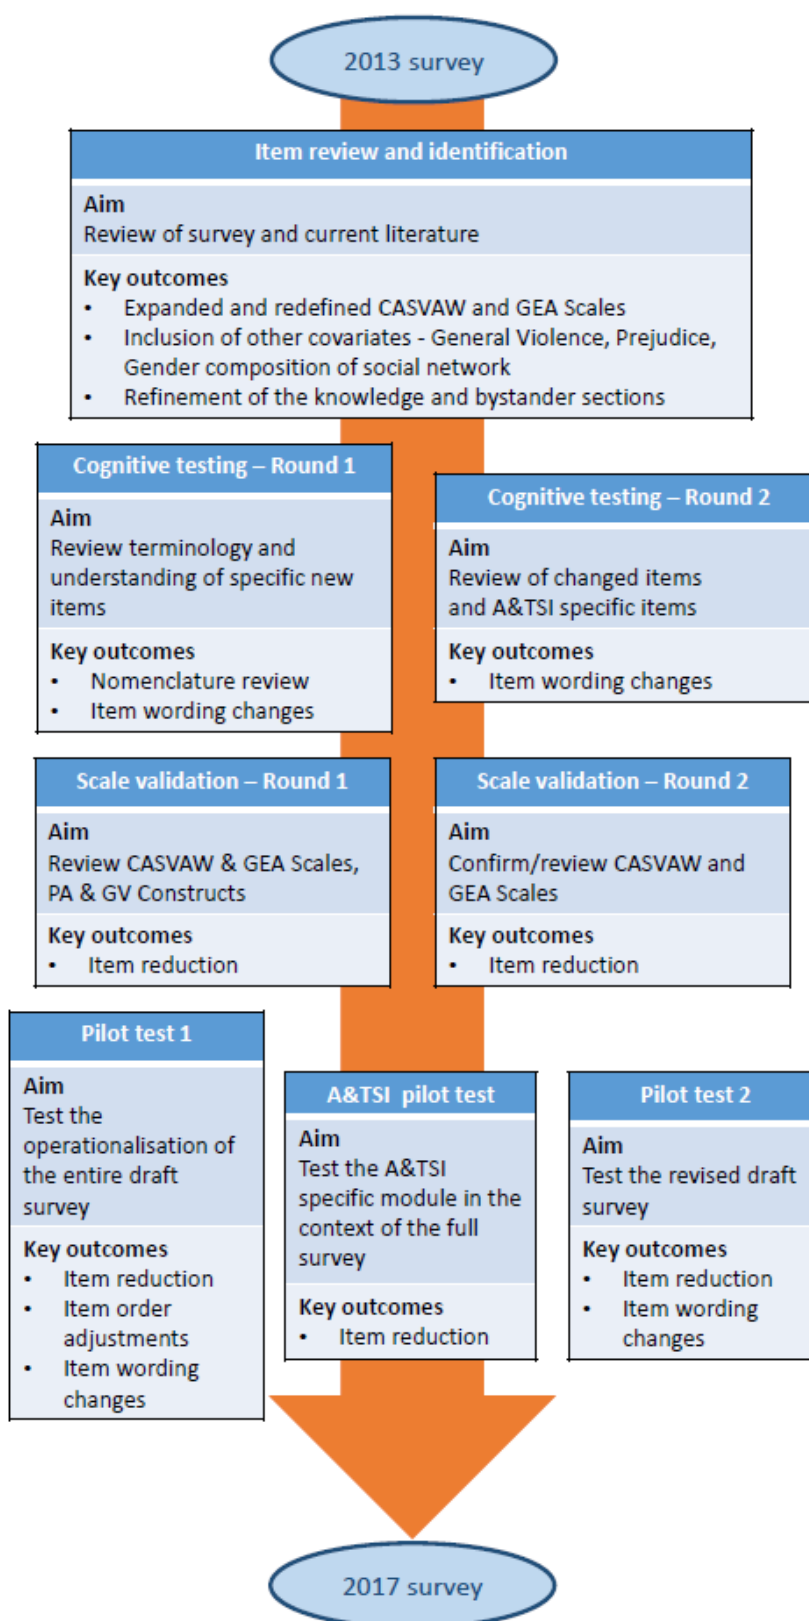 2013 survey
Item review and identification
Aim
Review of survey and current literature
Key outcomes
• Expanded and redefined CASVAW and GEA Scales
• Inclusion of other covariates - General Violence, Prejudice,
Gender composition of social network
• Refinement of the knowledge and bystander sections
Cognitive testing – Round 1
Aim
Review terminology and
understanding of specific new
items
Key outcomes
• Nomenclature review
• Item wording changes
Cognitive testing – Round 2
Aim
Review of changed items
and A&TSI specific items
Key outcomes
• Item wording changes
Scale validation – Round 1
Aim
Review CASVAW & GEA Scales,
PA & GV Constructs
Key outcomes
• Item reduction
Scale validation – Round 2
Aim
Confirm/review CASVAW and
GEA Scales
Key outcomes
• Item reduction
Pilot test 1
Aim
Test the
operationalisation of
the entire draft
survey
Key outcomes
• Item reduction
• Item order
adjustments
• Item wording
changes
A&TSI pilot test
Aim
Test the A&TSI
specific module in the
context of the full
survey
Key outcomes
• Item reduction
Pilot test 2
Aim
Test the revised draft
survey
Key outcomes
• Item reduction
• Item wording
changes
2017 survey